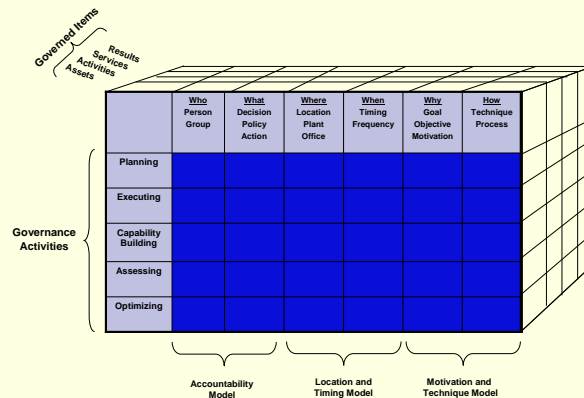 Governed Items
Results
Services
Activities
Assets
Who
Person
Group
What
Decision
Policy
Action
Where
Location
Plant
Office
When
Timing
Frequency
Why
Goal
Objective
Motivation
How
Technique
Process
Governance
Activities
Planning
Executing
Capability
Building
Assessing
Optimizing
Accountability
Model
Location and
Timing Model
Motivation and
Technique Model